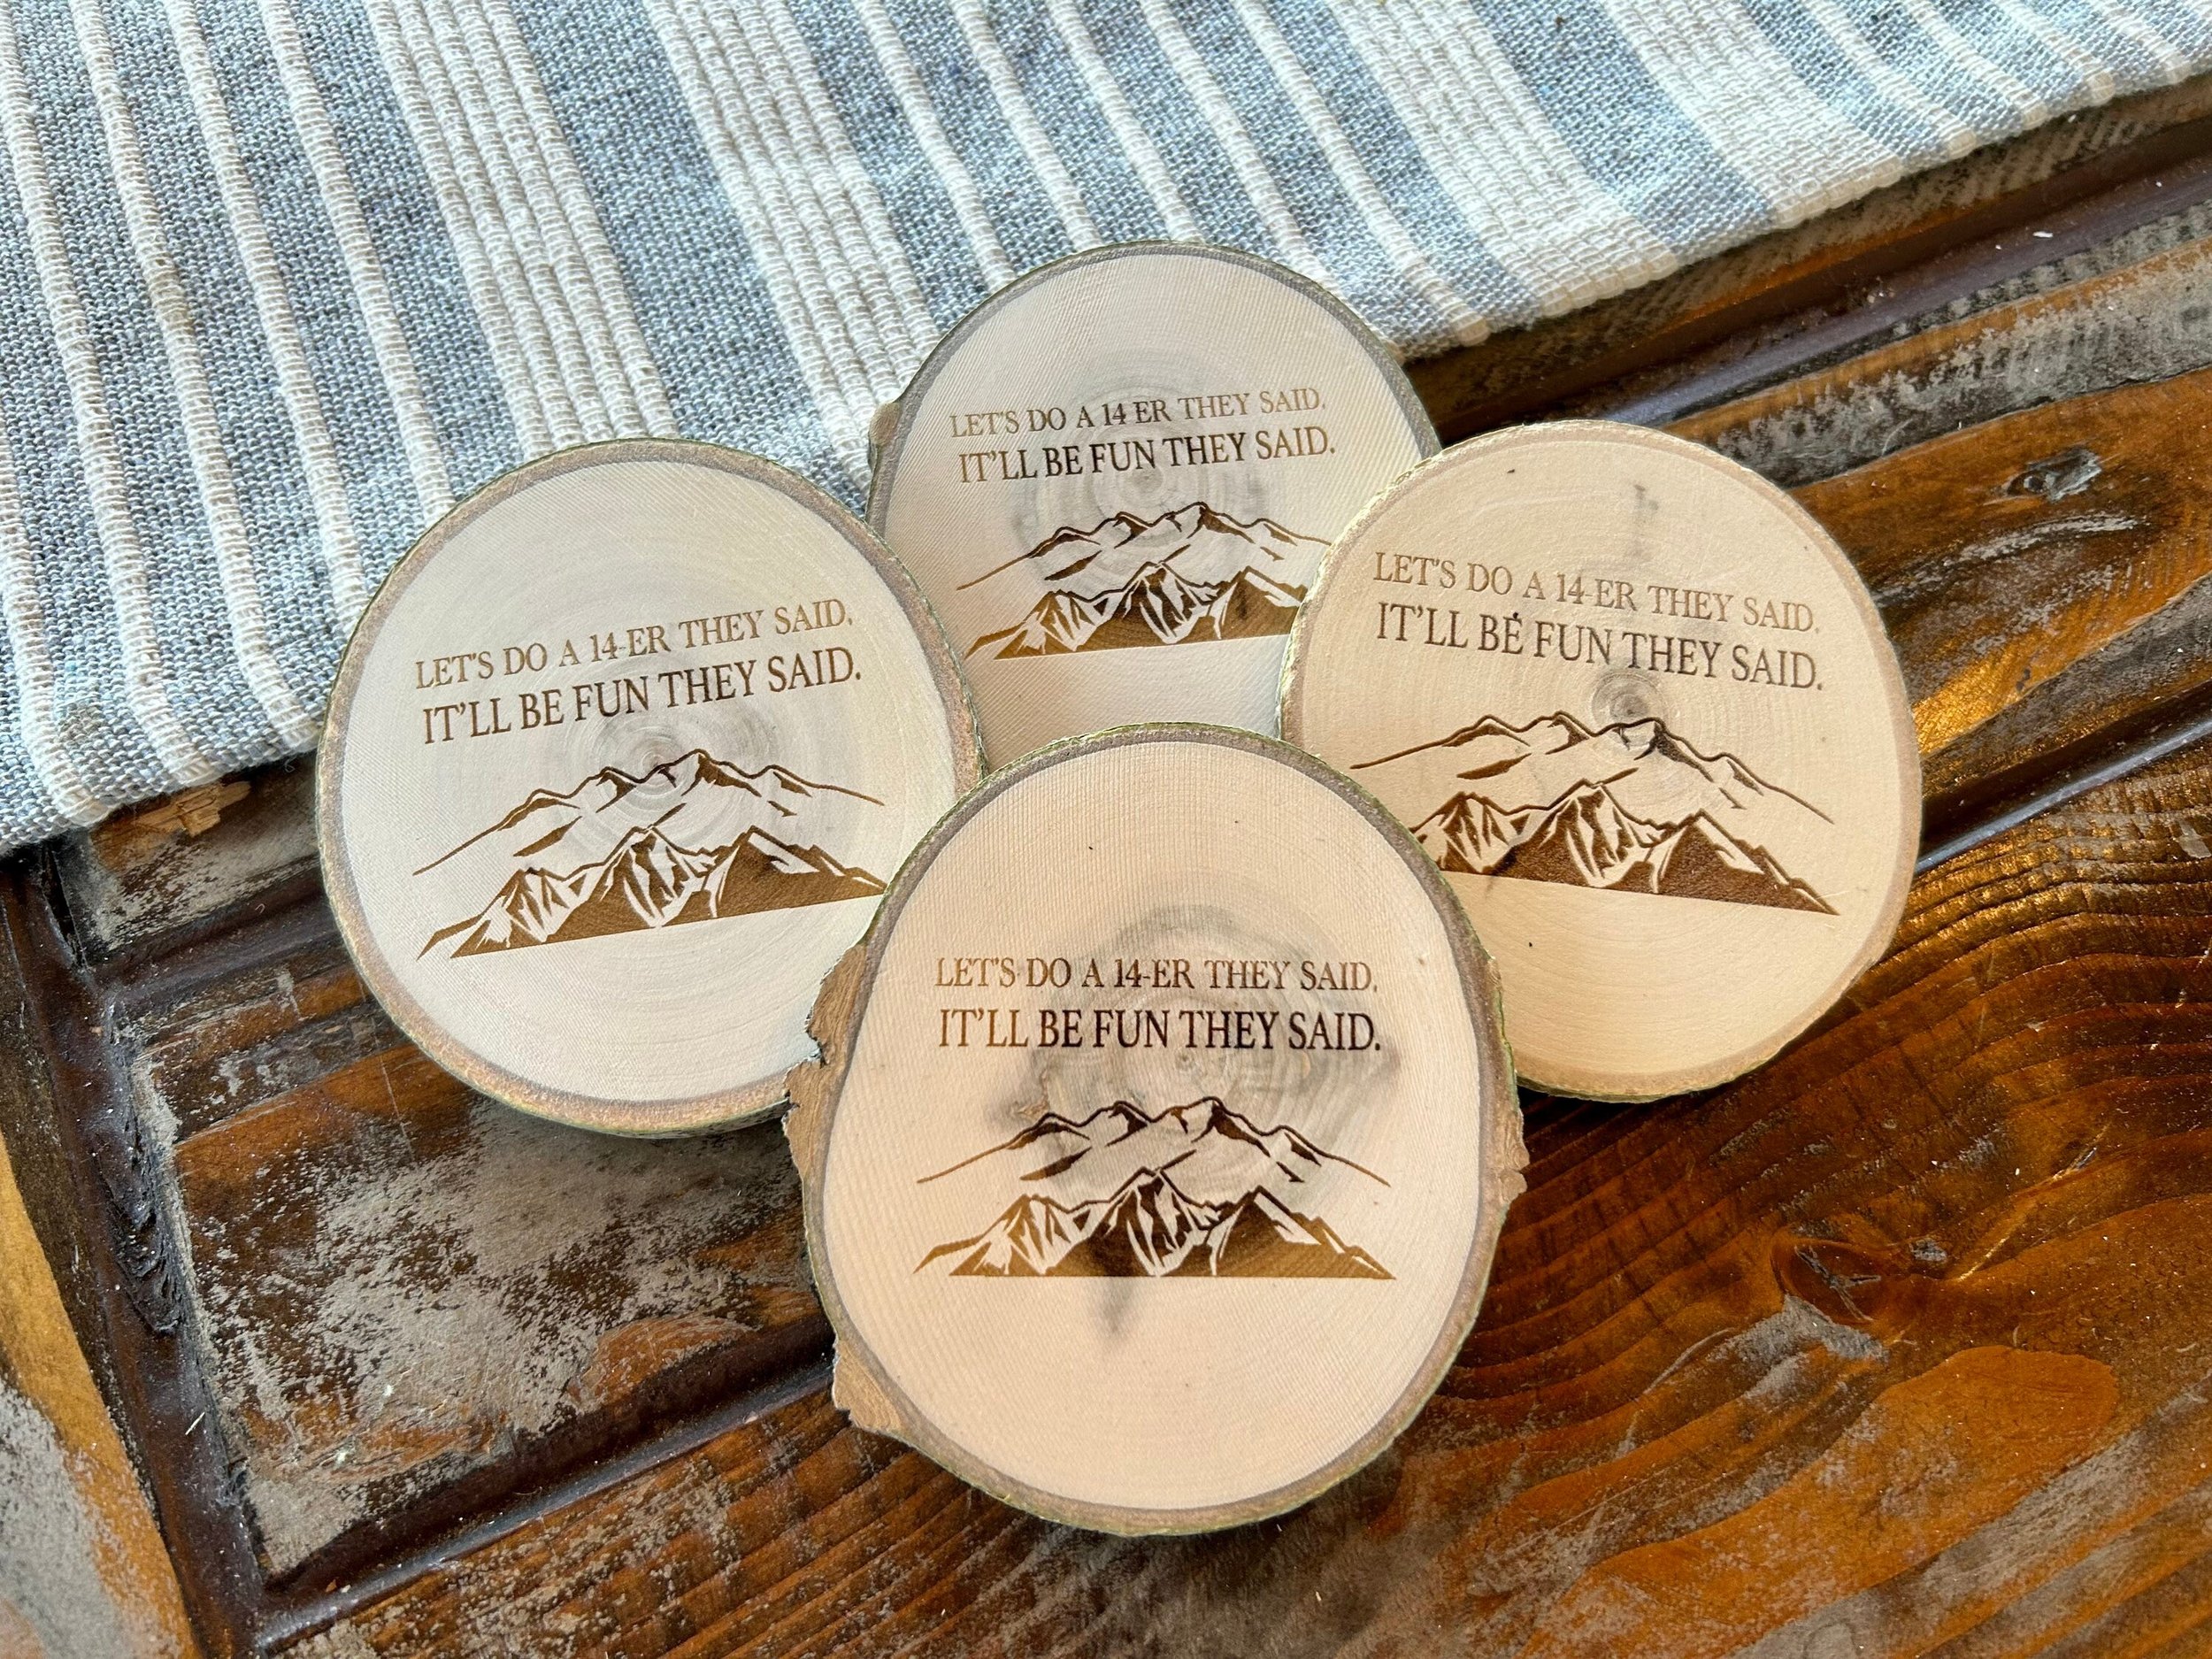 LET'S DO A 14ER THEY SAID,
IT'LL BE FUN THEY SAID.
LET'S DO A 14-ER THEY SAID,
IT'LL BE FUN THEY SAID.
LET'S DO A 14-ER THEY SAID,
IT'LL BE FUN THEY SAID.
LET'S DO A 14-ER THEY SAID,
IT'LL BE FUN THEY SAID.